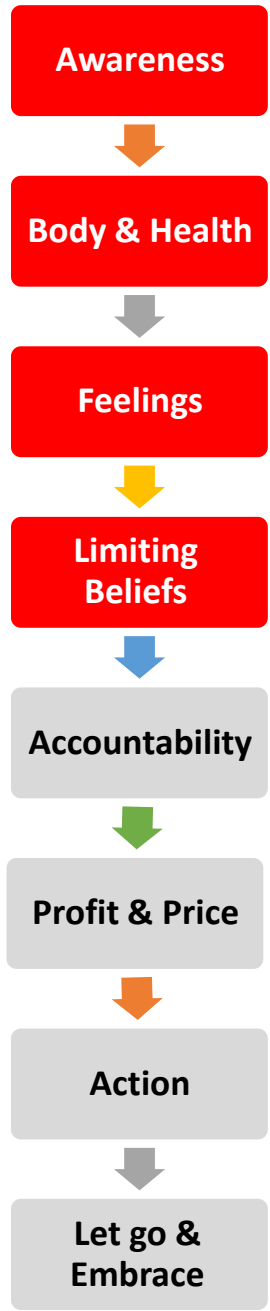 Awareness
Body & Health
Feelings
Limiting
Beliefs
Accountability
Profit & Price
Action
Let go &
Embrace